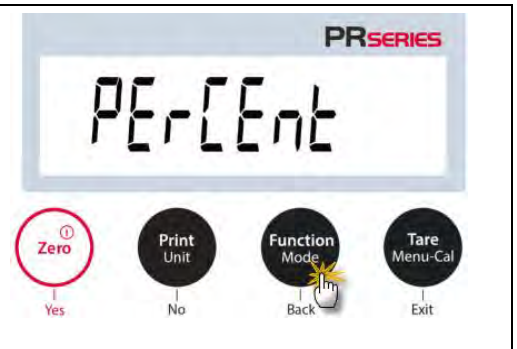 PRSERIES
PErCEnt
Zero
Print
Unit
Function
Mode
Tare
Menu-Cal
Yes
No
Back
Exit